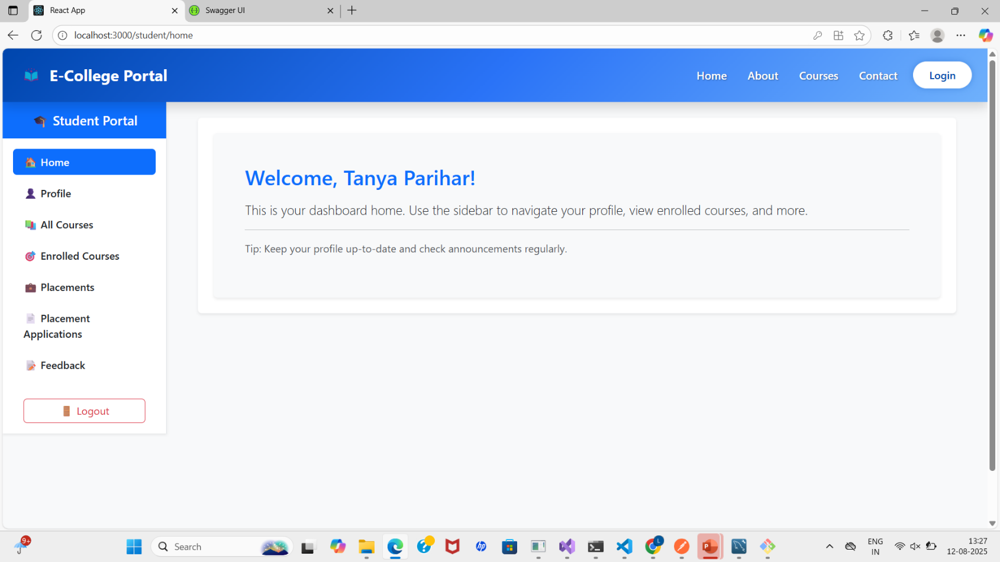 React App
Swagger UI
localhost:3000/student/home
E-College Portal
Home
About
Courses
Contact
Login
Student Portal
Home
Profile
All Courses
Enrolled Courses
Placements
Placement
Applications
Feedback
Logout
Welcome, Tanya Parihar!
This is your dashboard home. Use the sidebar to navigate your profile, view enrolled courses, and more.
Tip: Keep your profile up-to-date and check announcements regularly.
9+
Search
hp
L
P
ENG
IN
13:27
12-08-2025